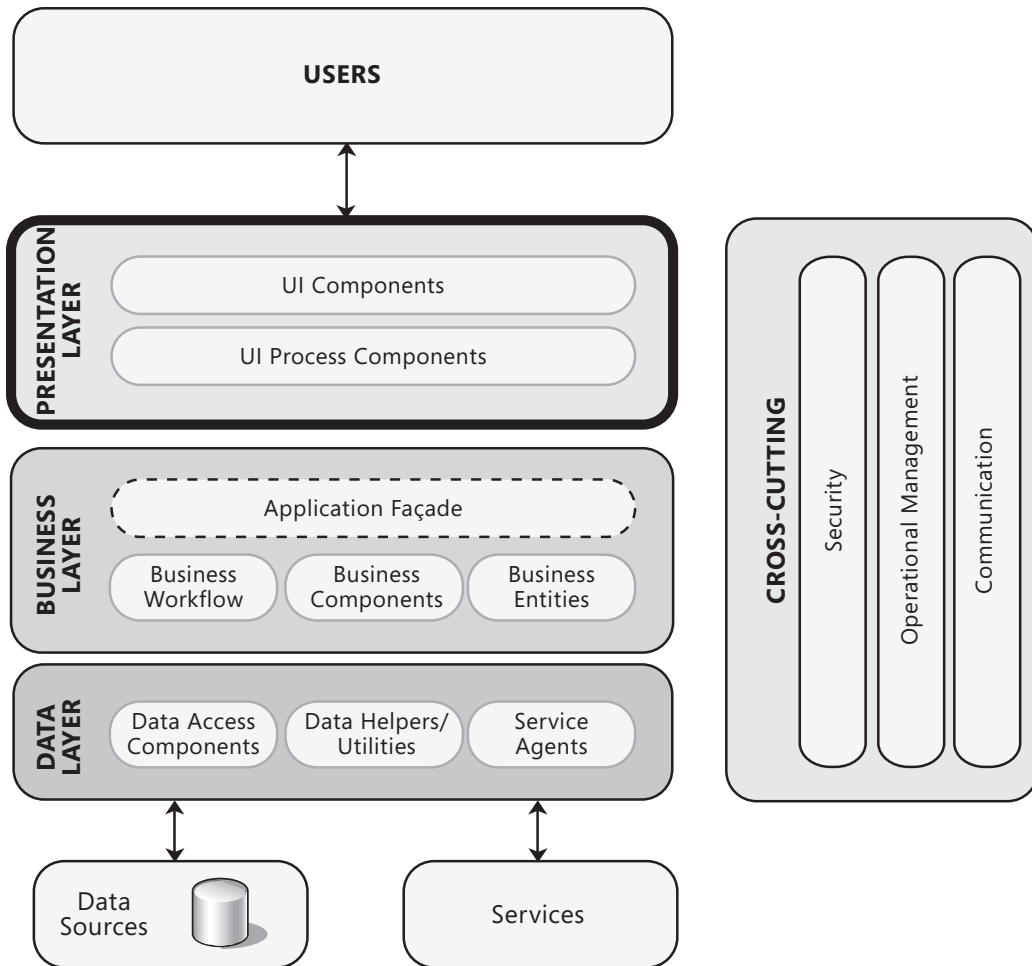 USERS
PRESENTATION
LAYER
UI Components
UI Process Components
BUSINESS
LAYER
Application Façade
Business
Workflow
Business
Components
Business
Entities
DATA
LAYER
Data Access
Components
Data Helpers/
Utilities
Service
Agents
Data
Sources
Services
CROSS-CUTTING
Security
Operational Management
Communication